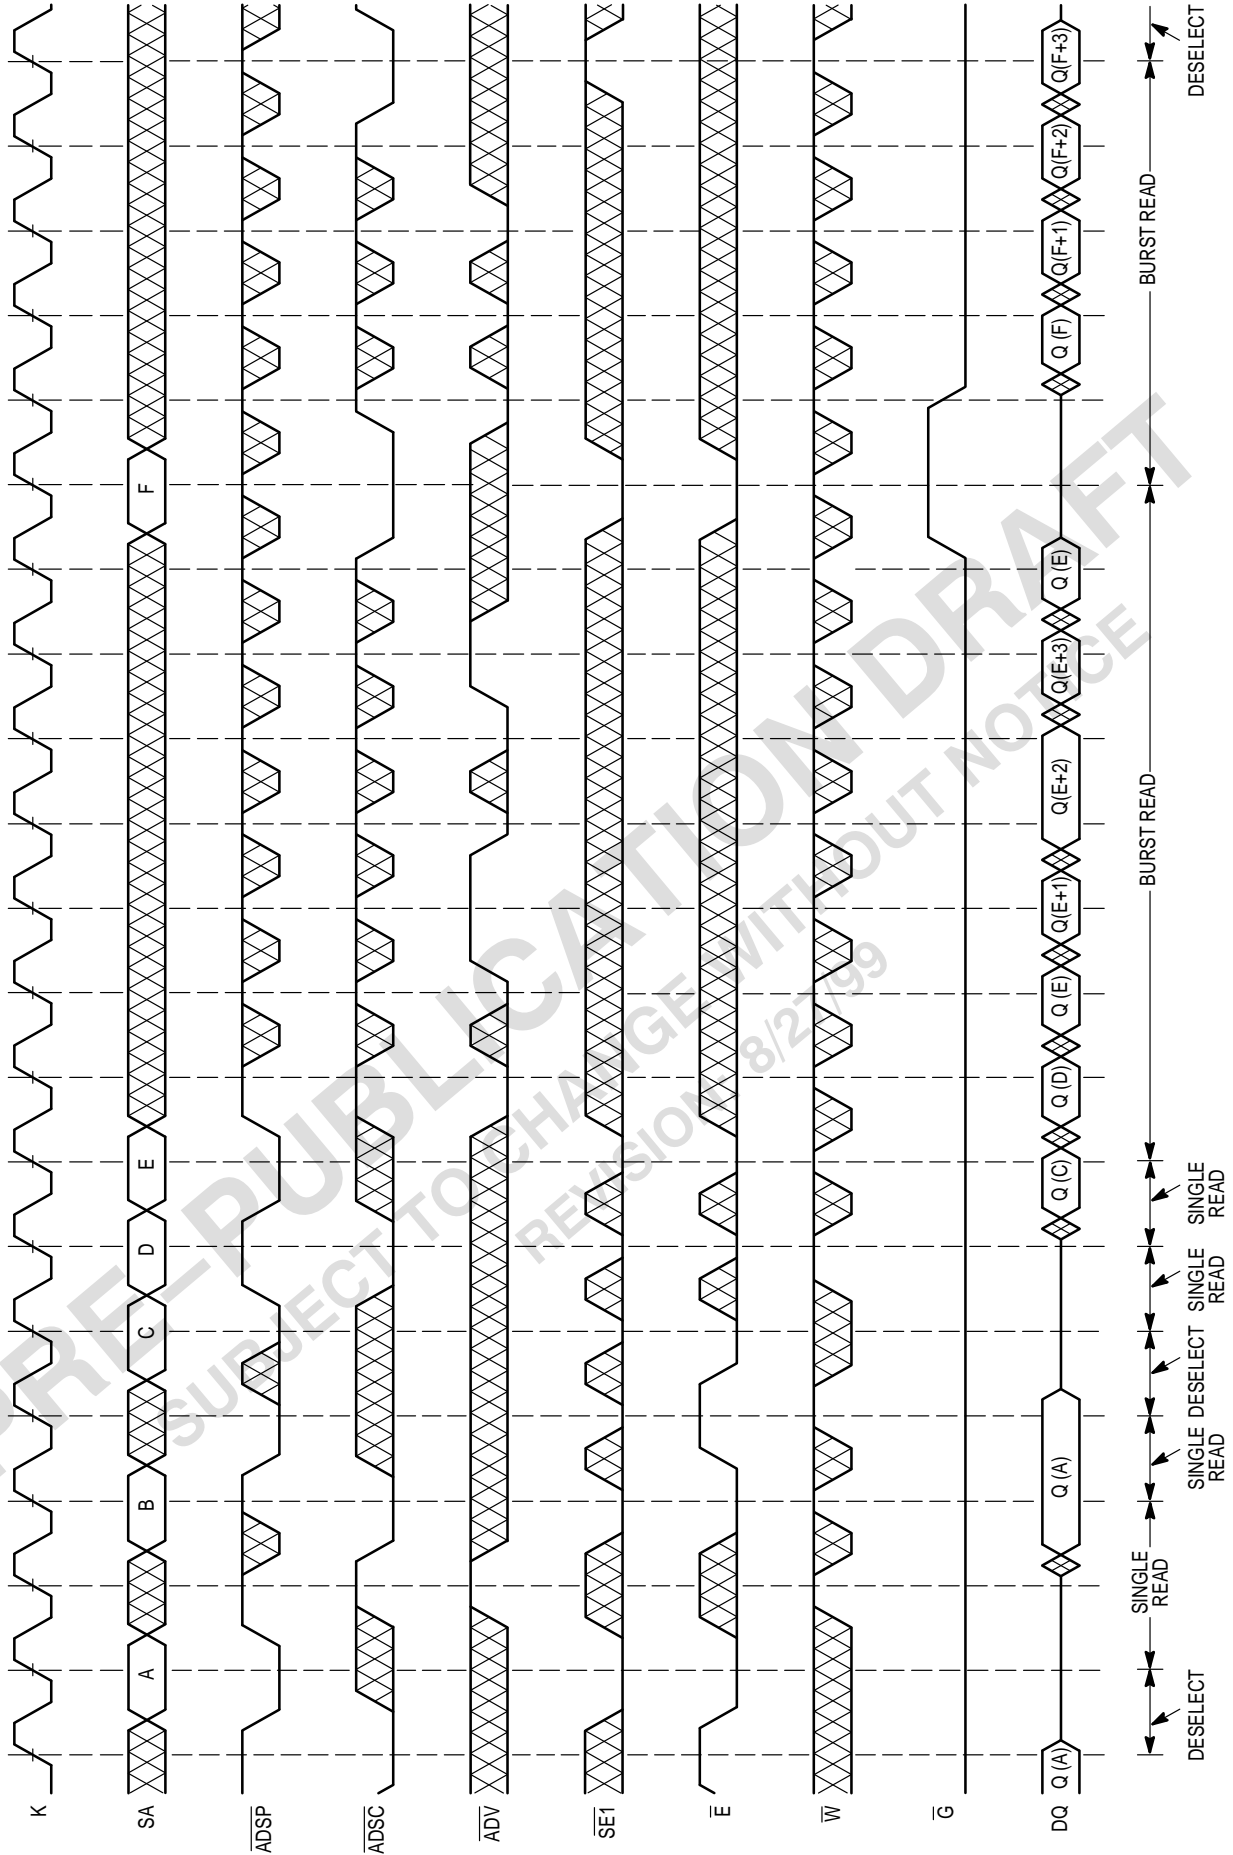 K
SA
A
B
C
D
E
F
ADSP
ADSC
ADV
SE1
E
W
G
DQ
Q (A)
Q (A)
Q (C)
Q (D)
Q (E)
Q(E+1)
Q(E+2)
Q(E+3)
Q (E)
Q (F)
Q(F+1)
Q(F+2)
Q(F+3)
DESELECT
SINGLE
READ
SINGLE
READ
DESELECT
SINGLE
READ
SINGLE
READ
BURST READ
BURST READ
DESELECT
PRE–PUBLICATION DRAFT
SUBJECT TO CHANGE WITHOUT NOTICE
REVISION: 8/27/99